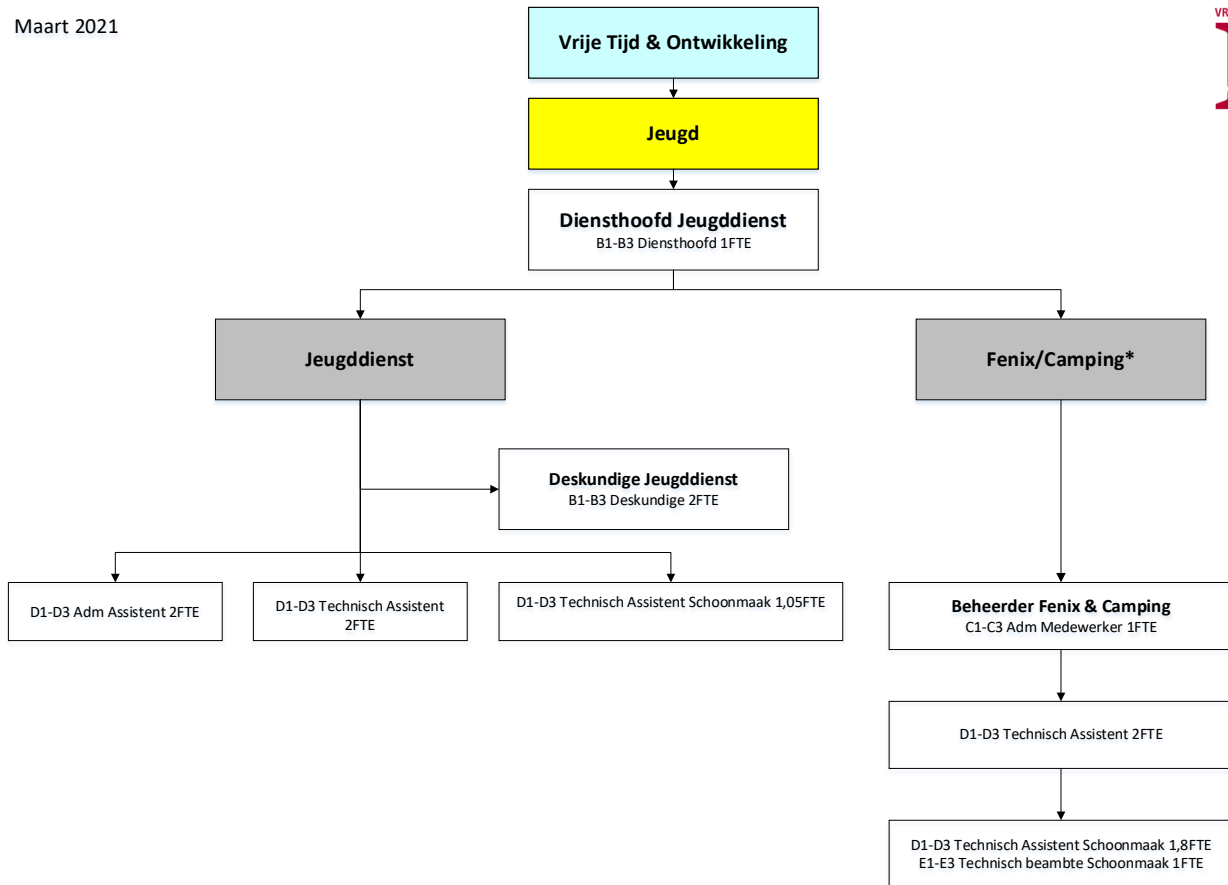 Maart 2021
VR
Vrije Tijd & Ontwikkeling
Jeugd
Diensthoofd Jeugddienst
B1-B3 Diensthoofd 1FTE
Jeugddienst
Fenix/Camping*
Deskundige Jeugddienst
B1-B3 Deskundige 2FTE
D1-D3 Adm Assistent 2FTE
D1-D3 Technisch Assistent
2FTE
D1-D3 Technisch Assistent Schoonmaak 1,05FTE
Beheerder Fenix & Camping
C1-C3 Adm Medewerker 1FTE
D1-D3 Technisch Assistent 2FTE
D1-D3 Technisch Assistent Schoonmaak 1,8FTE
E1-E3 Technisch beambte Schoonmaak 1FTE